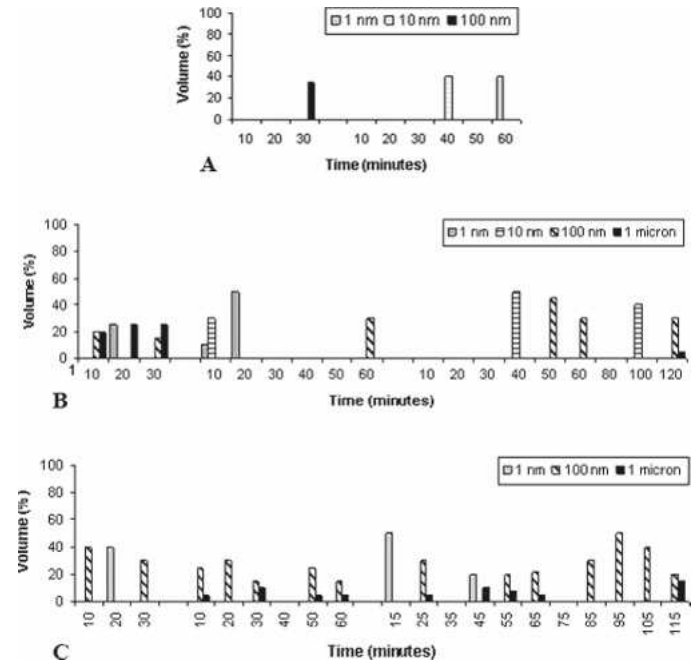 1 nm 10 nm 100 nm
Volume (%)
100
80
60
40
20
0
10 20 30 10 20 30 40 60
Time (minutes)
A
1 nm 10 nm 100 nm 1 micron
Volume (%)
100
80
60
40
20
0
1
10 20 30 10 20 30 40 50 60 10 20 30 40 50 60 80 100 120
Time (minutes)
B
1 nm 100 nm 1 micron
Volume (%)
100
80
60
40
20
0
10 20 30 10 20 30 40 50 60 15 25 35 45 55 65 75 85 95 105 115
Time (minutes)
C